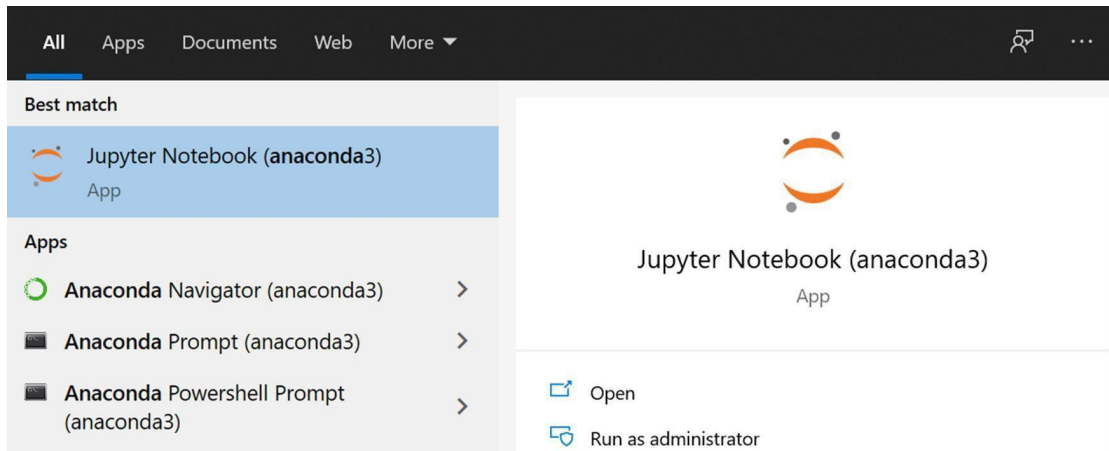 All Apps Documents Web More
Best match
Jupyter Notebook (anaconda3)
App
Apps
Anaconda Navigator (anaconda3)
Anaconda Prompt (anaconda3)
Anaconda Powershell Prompt
(anaconda3)
Jupyter Notebook (anaconda3)
App
Open
Run as administrator